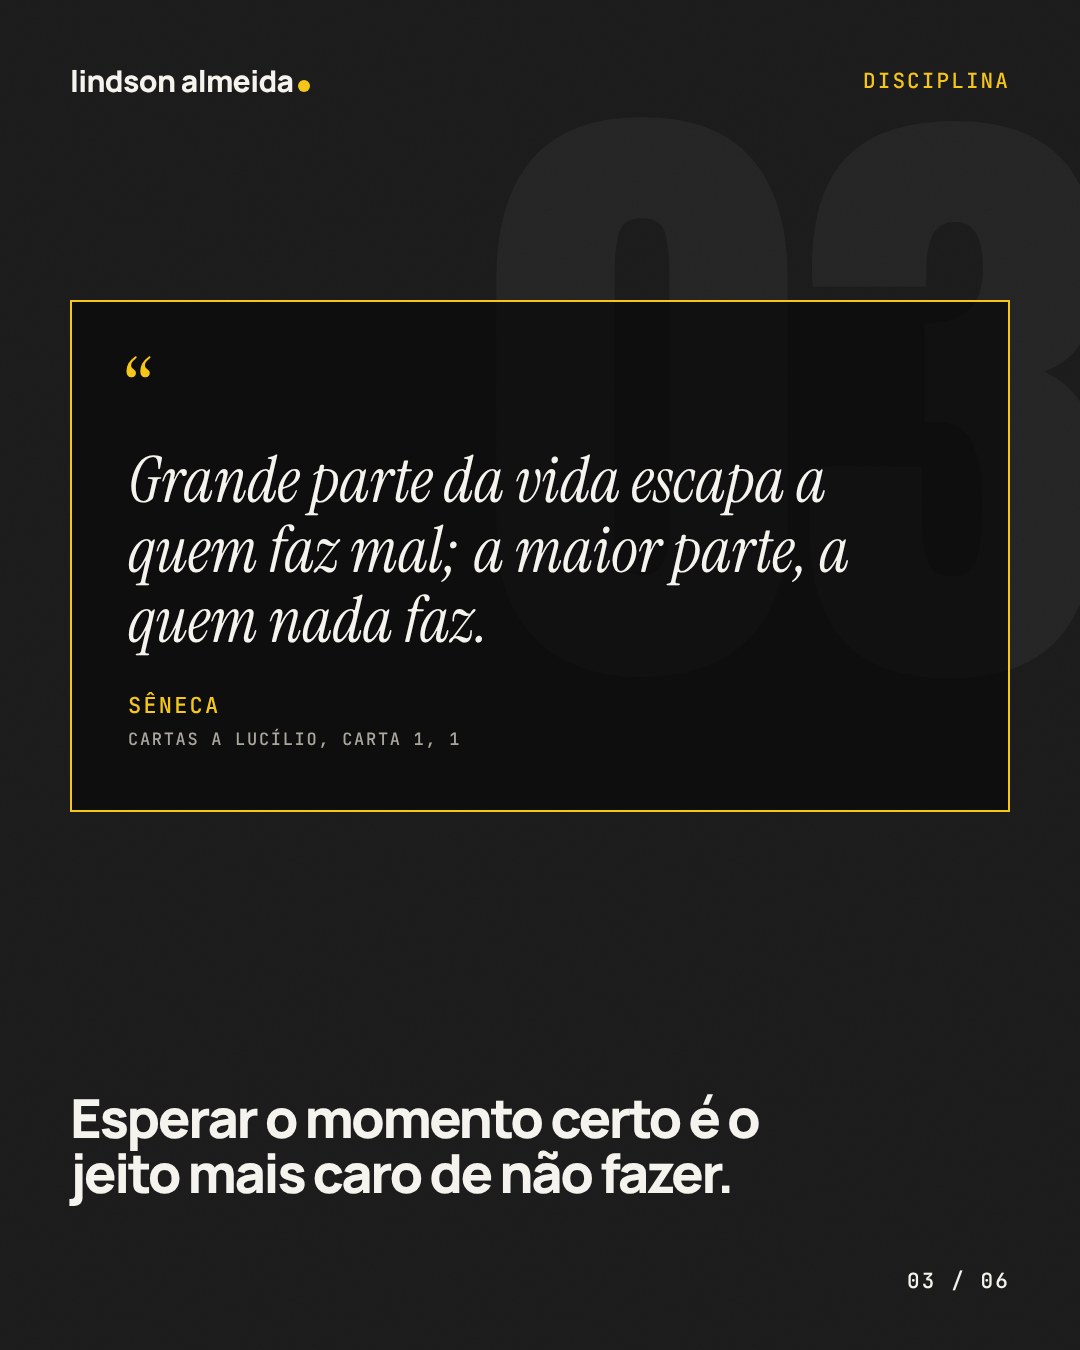 lindson almeida
DISCIPLINA
03
“
Grande parte da vida escapa a
quem faz mal; a maior parte, a
quem nada faz.
SÊNECA
CARTAS A LUCÍLIO, CARTA 1, 1
Esperar o momento certo é o
jeito mais caro de não fazer.
03 / 06